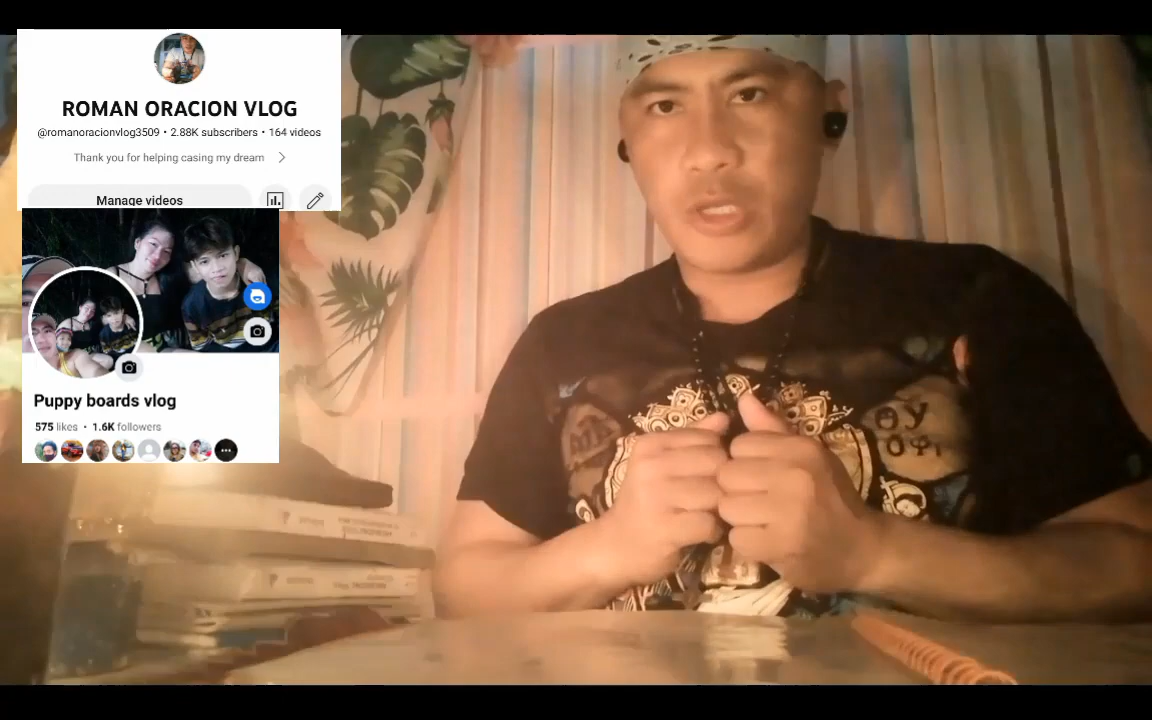 ROMAN ORACION VLOG
@romanoracionvlog3509 • 2.88K subscribers • 164 videos
Thank you for helping casing my dream
Manage videos
Puppy boards vlog
575 likes • 1.6K followers